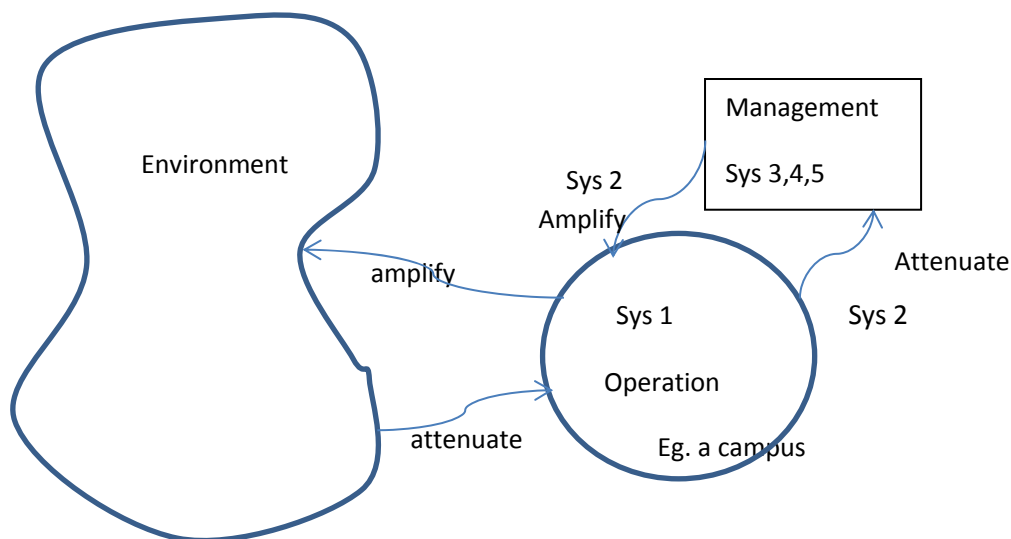 Management
Environment
Sys 3,4,5
Sys 2
Amplify
Attenuate
amplify
Sys 1
Sys 2
Operation
attenuate
Eg. a campus